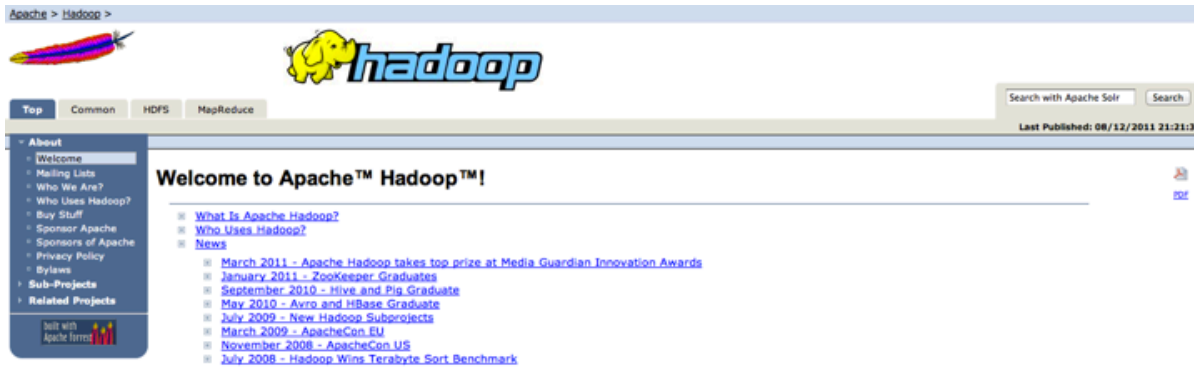 Apache > Hadoop >
hadoop
Top Common HDFS MapReduce
Search with Apache Solr Search
Last Published: 08/12/2011 21:21:3
About
Welcome
Mailing Lists
Who We Are?
Who Uses Hadoop?
Buy Stuff
Sponsor Apache
Sponsors of Apache
Privacy Policy
Bylaws
Sub-Projects
Related Projects
built with
Apache Forrest
Welcome to Apache™ Hadoop™!
PDF
What Is Apache Hadoop?
Who Uses Hadoop?
News
March 2011 - Apache Hadoop takes top prize at Media Guardian Innovation Awards
January 2011 - ZooKeeper Graduates
September 2010 - Hive and Pig Graduate
May 2010 - Avro and HBase Graduate
July 2009 - New Hadoop Subprojects
March 2009 - ApacheCon EU
November 2008 - ApacheCon US
July 2008 - Hadoop Wins Terabyte Sort Benchmark